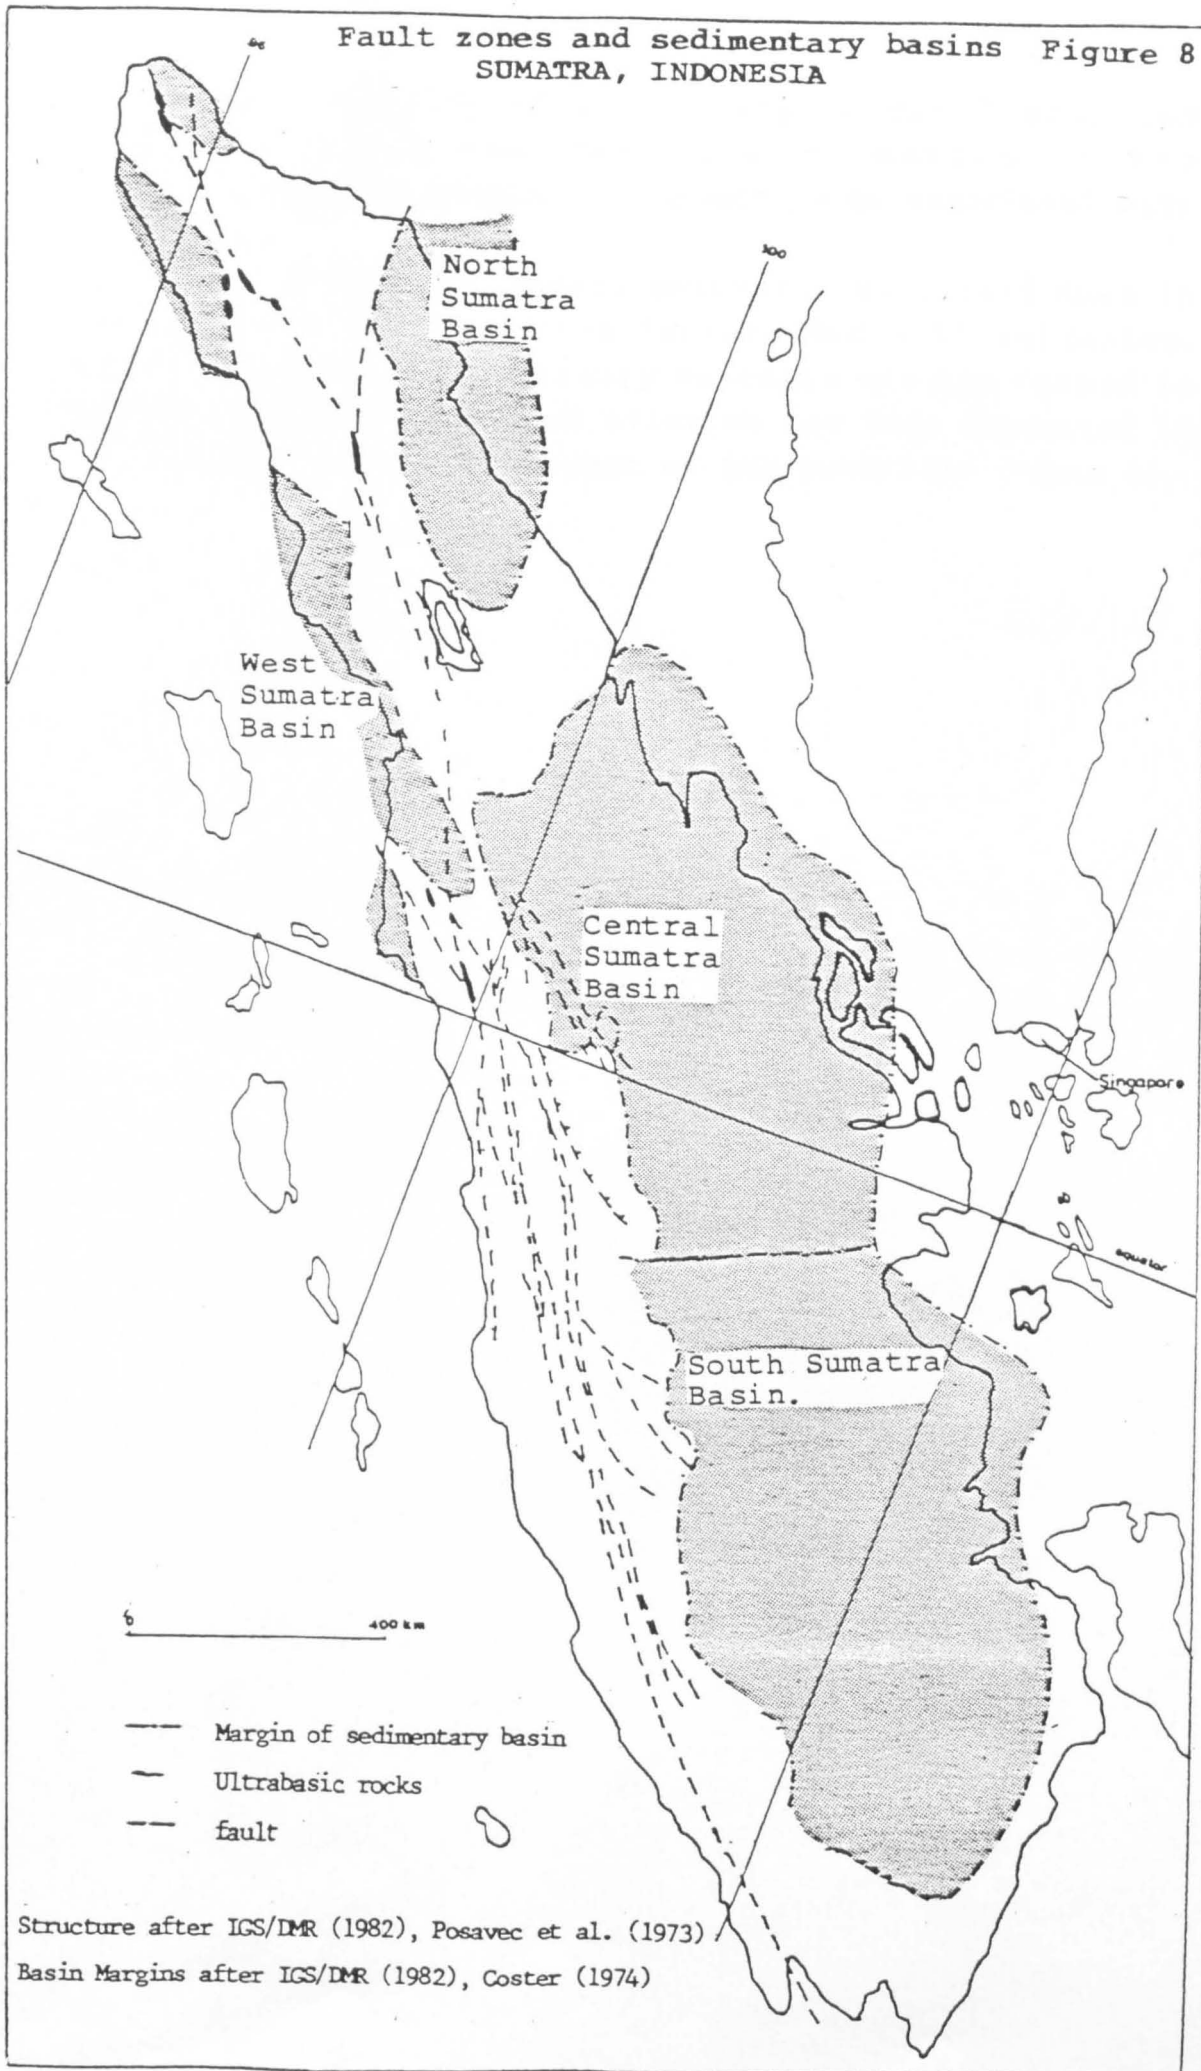 Fault zones and sedimentary basins Figure 8
SUMATRA, INDONESIA
96
100
North
Sumatra
Basin
West
Sumatra
Basin
Central
Sumatra
Basin
Singapore
equator
South Sumatra
Basin.
0 400 km
Margin of sedimentary basin
Ultrabasic rocks
fault
Structure after IGS/DMR (1982), Posavec et al. (1973)
Basin Margins after IGS/DMR (1982), Coster (1974)